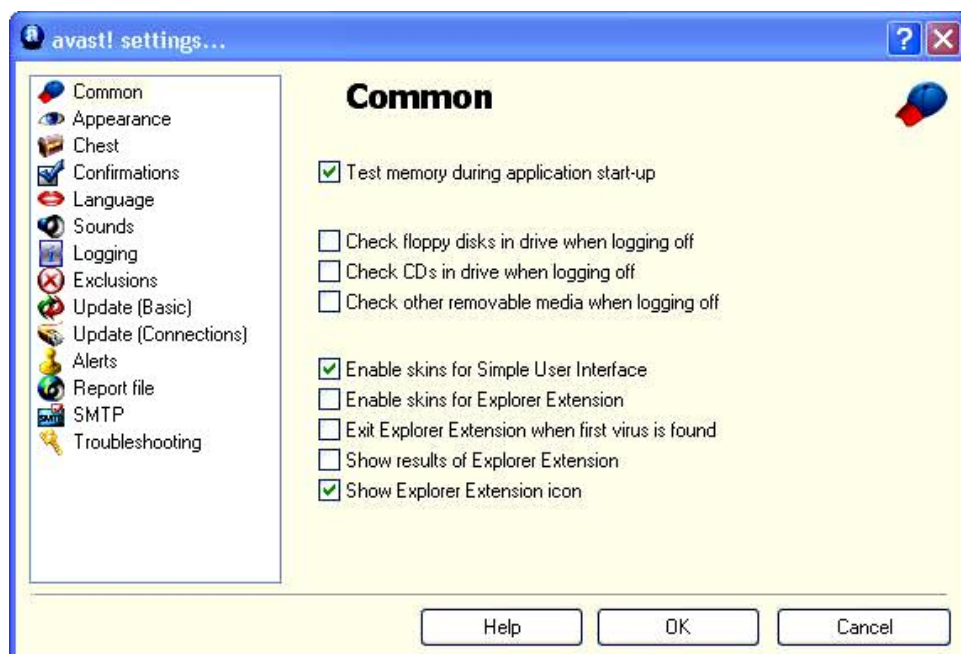 avast! settings...
Common
Appearance
Chest
Confirmations
Language
Sounds
Logging
Exclusions
Update (Basic)
Update (Connections)
Alerts
Report file
SMTP
Troubleshooting
Common
Test memory during application start-up
Check floppy disks in drive when logging off
Check CDs in drive when logging off
Check other removable media when logging off
Enable skins for Simple User Interface
Enable skins for Explorer Extension
Exit Explorer Extension when first virus is found
Show results of Explorer Extension
Show Explorer Extension icon
Help
OK
Cancel